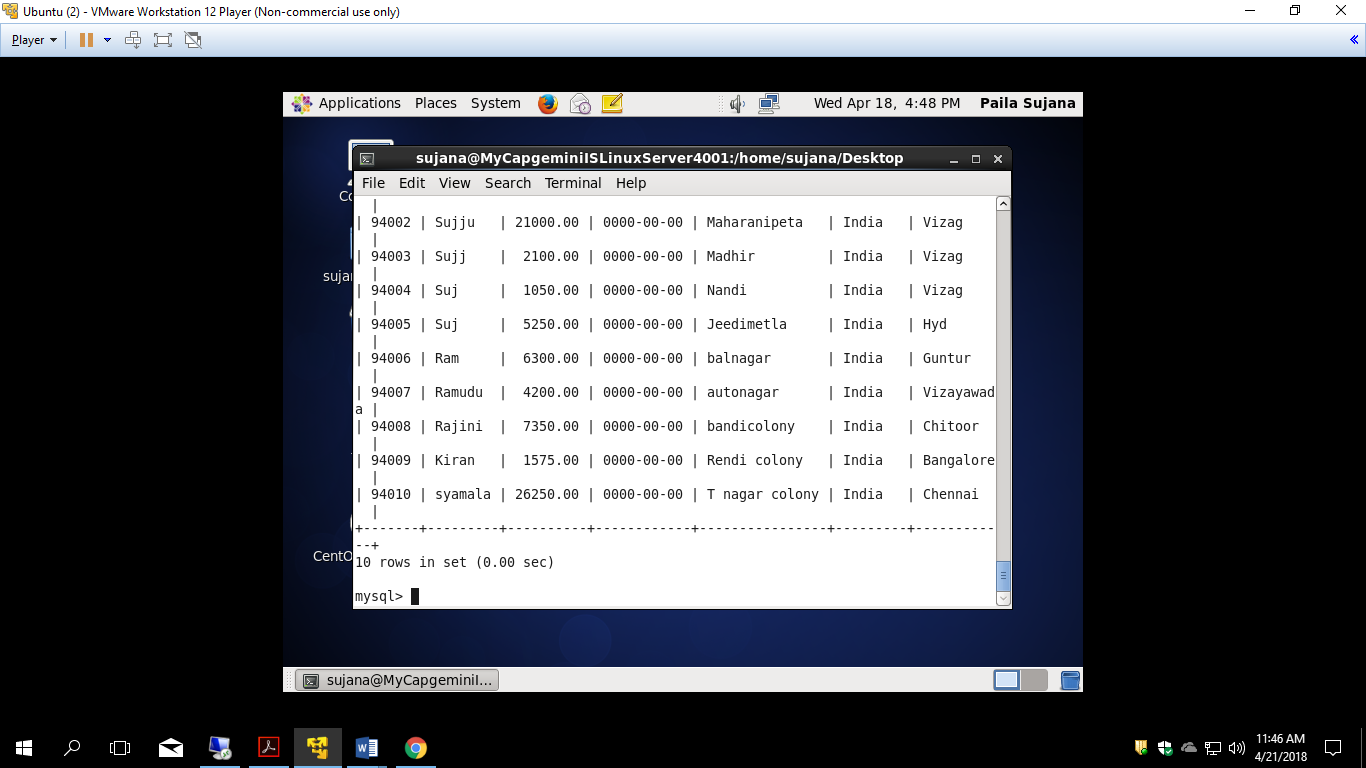 Ubuntu (2) - VMware Workstation 12 Player (Non-commercial use only)
Player
Applications Places System Wed Apr 18, 4:48 PM Paila Sujana
sujana@MyCapgeminiISLinuxServer4001:/home/sujana/Desktop
File Edit View Search Terminal Help
|
| 94002 | Sujju | 21000.00 | 0000-00-00 | Maharanipeta | India | Vizag
|
| 94003 | Sujj | 2100.00 | 0000-00-00 | Madhir | India | Vizag
|
| 94004 | Suj | 1050.00 | 0000-00-00 | Nandi | India | Vizag
|
| 94005 | Suj | 5250.00 | 0000-00-00 | Jeedimetla | India | Hyd
|
| 94006 | Ram | 6300.00 | 0000-00-00 | balnagar | India | Guntur
|
| 94007 | Ramudu | 4200.00 | 0000-00-00 | autonagar | India | Vizayawad
a |
| 94008 | Rajini | 7350.00 | 0000-00-00 | bandicolony | India | Chitoor
|
| 94009 | Kiran | 1575.00 | 0000-00-00 | Rendi colony | India | Bangalore
|
| 94010 | syamala | 26250.00 | 0000-00-00 | T nagar colony | India | Chennai
|
+-------+---------+----------+------------+----------------+---------+----------
--+
10 rows in set (0.00 sec)
mysql>
Co
suja
CentO
sujana@MyCapgeminiI...
11:46 AM
4/21/2018